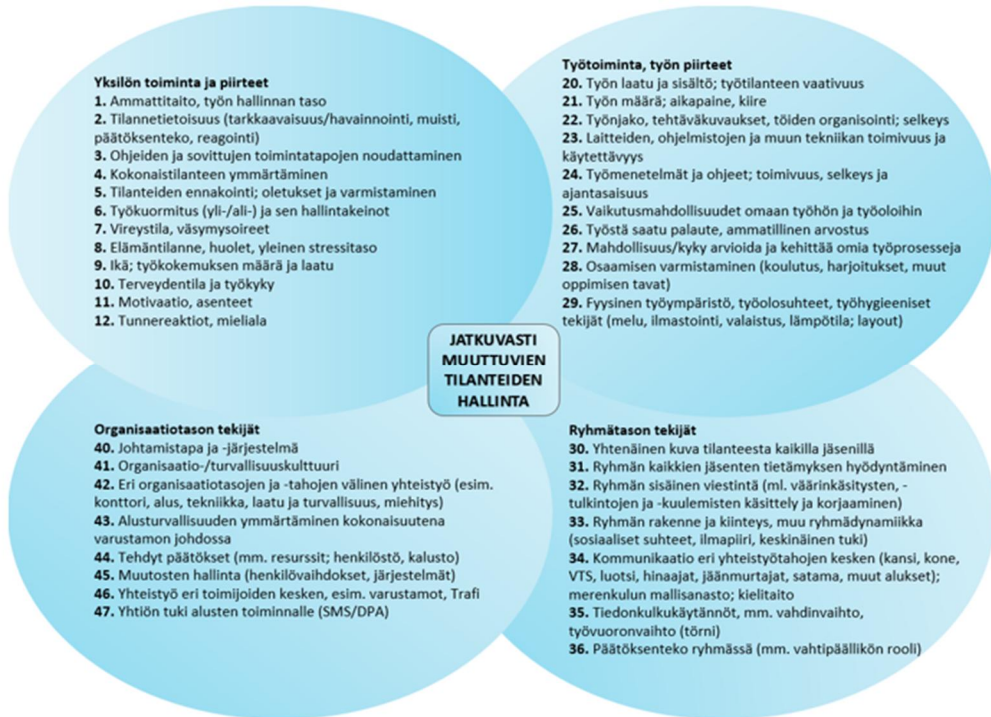 Yksilön toiminta ja piirteet
1. Ammattitaito, työn hallinnan taso
2. Tilannetietoisuus (tarkkaavaisuus/havainnointi, muisti,
päätöksenteko, reagointi)
3. Ohjeiden ja sovittujen toimintatapojen noudattaminen
4. Kokonaistilanteen ymmärtäminen
5. Tilanteiden ennakointi; oletukset ja varmistaminen
6. Työkuormitus (yli-/ali-) ja sen hallintakeinot
7. Vireystila, väsymysoireet
8. Elämäntilanne, huolet, yleinen stressitaso
9. Ikä; työkokemuksen määrä ja laatu
10. Terveydentila ja työkyky
11. Motivaatio, asenteet
12. Tunnereaktiot, mieliala
Työtoiminta, työn piirteet
20. Työn laatu ja sisältö; työtilanteen vaativuus
21. Työn määrä; aikapaine, kiire
22. Työnjako, tehtäväkuvaukset, töiden organisointi; selkeys
23. Laitteiden, ohjelmistojen ja muun tekniikan toimivuus ja
käytettävyys
24. Työmenetelmät ja ohjeet; toimivuus, selkeys ja
ajantasaisuus
25. Vaikutusmahdollisuudet omaan työhön ja työoloihin
26. Työstä saatu palaute, ammatillinen arvostus
27. Mahdollisuus/kyky arvioida ja kehittää omia työprosesseja
28. Osaamisen varmistaminen (koulutus, harjoitukset, muut
oppimisen tavat)
29. Fyysinen työympäristö, työolosuhteet, työhygieeniset
tekijät (melu, ilmastointi, valaistus, lämpötila; layout)
JATKUVASTI
MUUTTUVIEN
TILANTEIDEN
HALLINTA
Organisaatiotason tekijät
40. Johtamistapa ja -järjestelmä
41. Organisaatio-/turvallisuuskulttuuri
42. Eri organisaatiotasojen ja -tahojen välinen yhteistyö (esim.
konttori, alus, tekniikka, laatu ja turvallisuus, miehitys)
43. Alusturvallisuuden ymmärtäminen kokonaisuutena
varustamon johdossa
44. Tehdyt päätökset (mm. resurssit; henkilöstö, kalusto)
45. Muutosten hallinta (henkilövaihdokset, järjestelmät)
46. Yhteistyö eri toimijoiden kesken, esim. varustamot, Trafi
47. Yhtiön tuki alusten toiminnalle (SMS/DPA)
Ryhmätason tekijät
30. Yhtenäinen kuva tilanteesta kaikilla jäsenillä
31. Ryhmän kaikkien jäsenten tietämyksen hyödyntäminen
32. Ryhmän sisäinen viestintä (ml. väärinkäsitysten, -
tulkintojen ja -kuulemisten käsittely ja korjaaminen)
33. Ryhmän rakenne ja kiinteys, muu ryhmädynamiikka
(sosiaaliset suhteet, ilmapiiri, keskinäinen tuki)
34. Kommunikaatio eri yhteistyötahojen kesken (kansi, kone,
VTS, luotsi, hinaajat, jäänmurtajat, satama, muut alukset);
merenkulun mallisanasto; kielitaito
35. Tiedonkulkukäytännöt, mm. vahdinvaihto,
työvuoronvaihto (törni)
36. Päätöksenteko ryhmässä (mm. vahtipäällikön rooli)